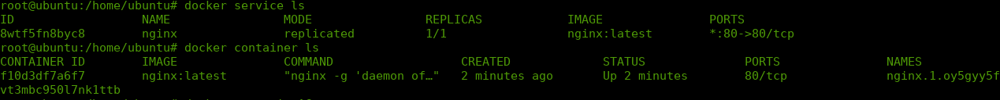 root@ubuntu:/home/ubuntu# docker service ls
ID NAME MODE REPLICAS IMAGE PORTS
8wtf5fn8byc8 nginx replicated 1/1 nginx:latest *:80->80/tcp
root@ubuntu:/home/ubuntu# docker container ls
CONTAINER ID IMAGE COMMAND CREATED STATUS PORTS NAMES
f10d3df7a6f7 nginx:latest "nginx -g 'daemon of…" 2 minutes ago Up 2 minutes 80/tcp nginx.1.oy5gyy5f
vt3mbc950l7nk1ttb